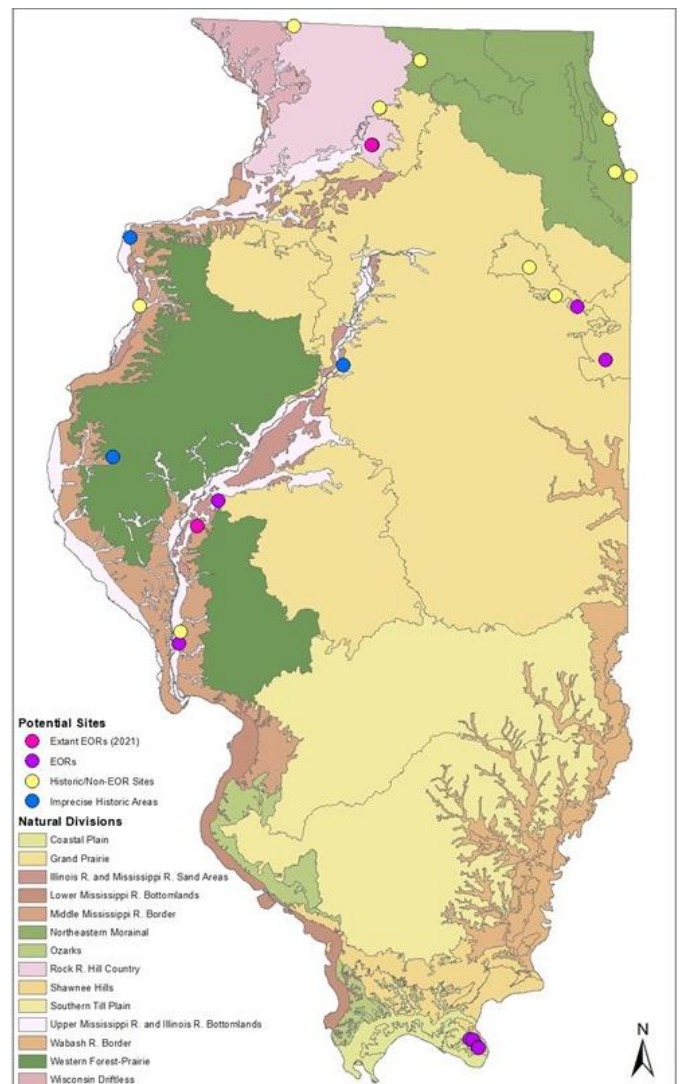 Potential Sites
Extant EORs (2021)
EORs
Historic/Non-EOR Sites
Imprecise Historic Areas
Natural Divisions
Coastal Plain
Grand Prairie
Illinois R. and Mississippi R. Sand Areas
Lower Mississippi R. Bottomlands
Middle Mississippi R. Border
Northeastern Morainal
Ozarks
Rock R. Hill Country
Shawnee Hills
Southern Till Plain
Upper Mississippi R. and Illinois R. Bottomlands
Wabash R. Border
Western Forest-Prairie
Wisconsin Driftless
N